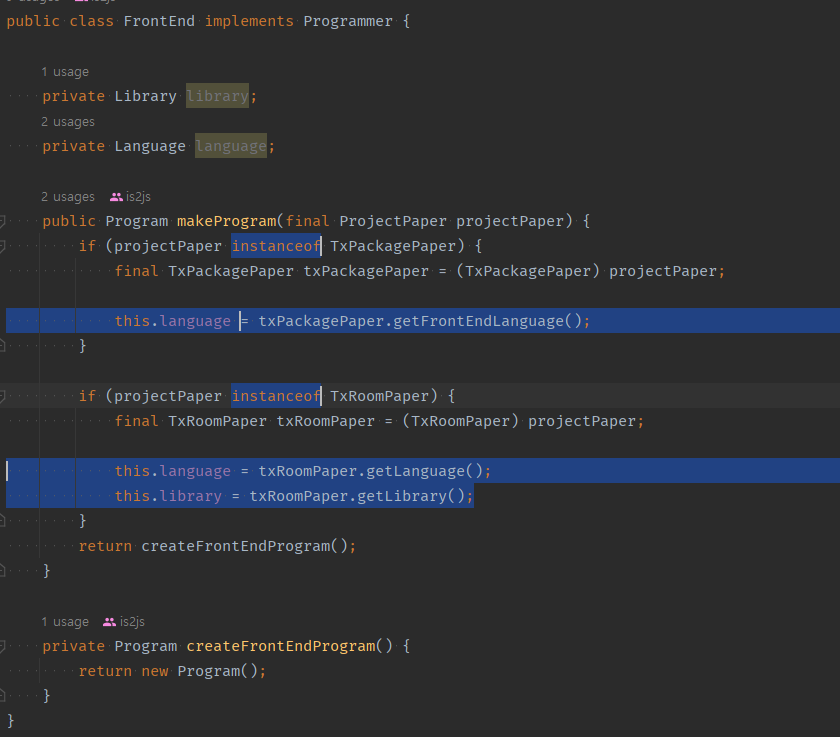 public class FrontEnd implements Programmer {
1 usage
private Library library;
2 usages
private Language language;
2 usages is2js
public Program makeProgram(final ProjectPaper projectPaper) {
if (projectPaper instanceof TxPackagePaper) {
final TxPackagePaper txPackagePaper = (TxPackagePaper) projectPaper;
this.language = txPackagePaper.getFrontEndLanguage();
}
if (projectPaper instanceof TxRoomPaper) {
final TxRoomPaper txRoomPaper = (TxRoomPaper) projectPaper;
this.language = txRoomPaper.getLanguage();
this.library = txRoomPaper.getLibrary();
}
return createFrontEndProgram();
}
1 usage is2js
private Program createFrontEndProgram() {
return new Program();
}
}